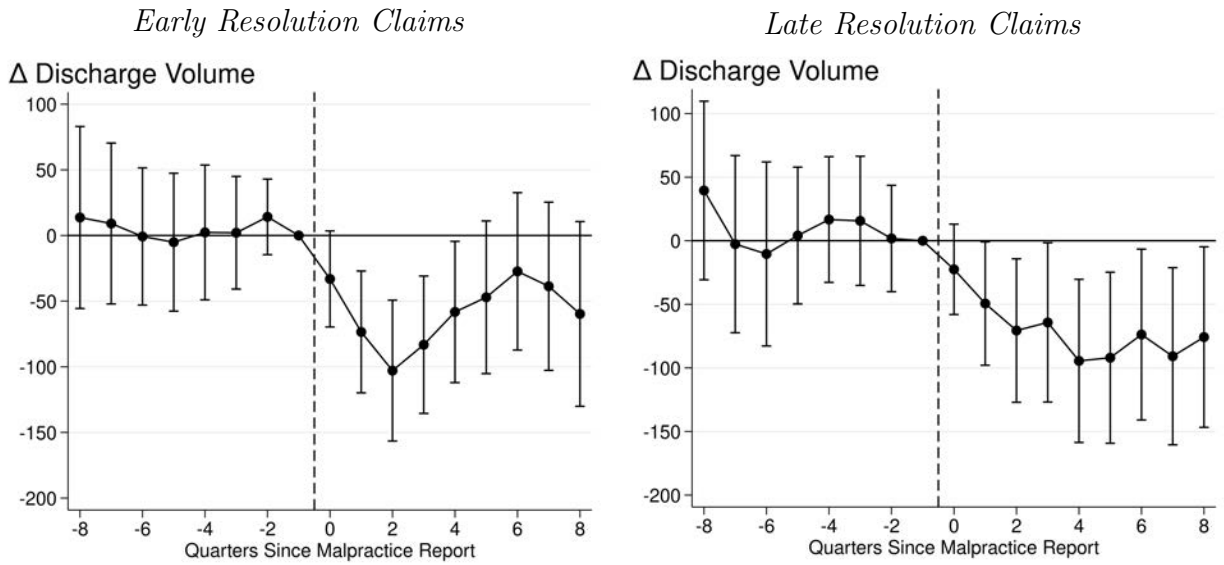 Early Resolution Claims
Δ Discharge Volume
100
50
0
-50
-100
-150
-200
-8 -6 -4 -2 0 2 4 6 8
Quarters Since Malpractice Report
Late Resolution Claims
Δ Discharge Volume
100
50
0
-50
-100
-150
-200
-8 -6 -4 -2 0 2 4 6 8
Quarters Since Malpractice Report